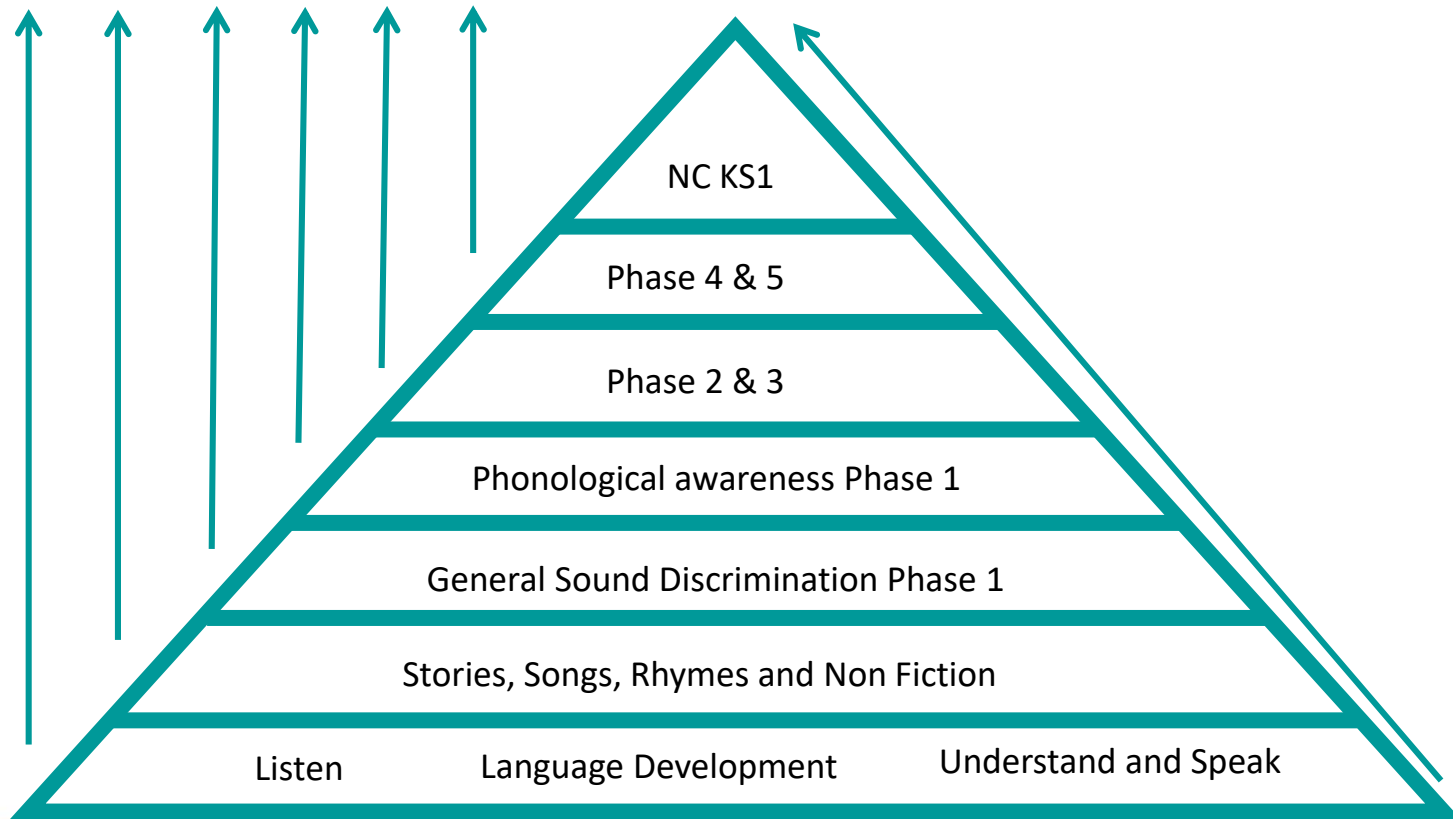 NC KS1
Phase 4 & 5
Phase 2 & 3
Phonological awareness Phase 1
General Sound Discrimination Phase 1
Stories, Songs, Rhymes and Non Fiction
Listen Language Development Understand and Speak